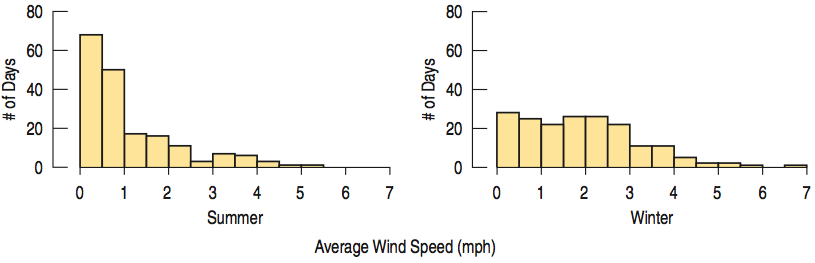 80 80
60 60
# of Days # of Days
40 40
20 20
0 0
0 1 2 3 4 5 6 7 0 1 2 3 4 5 6 7
Summer Winter
Average Wind Speed (mph)